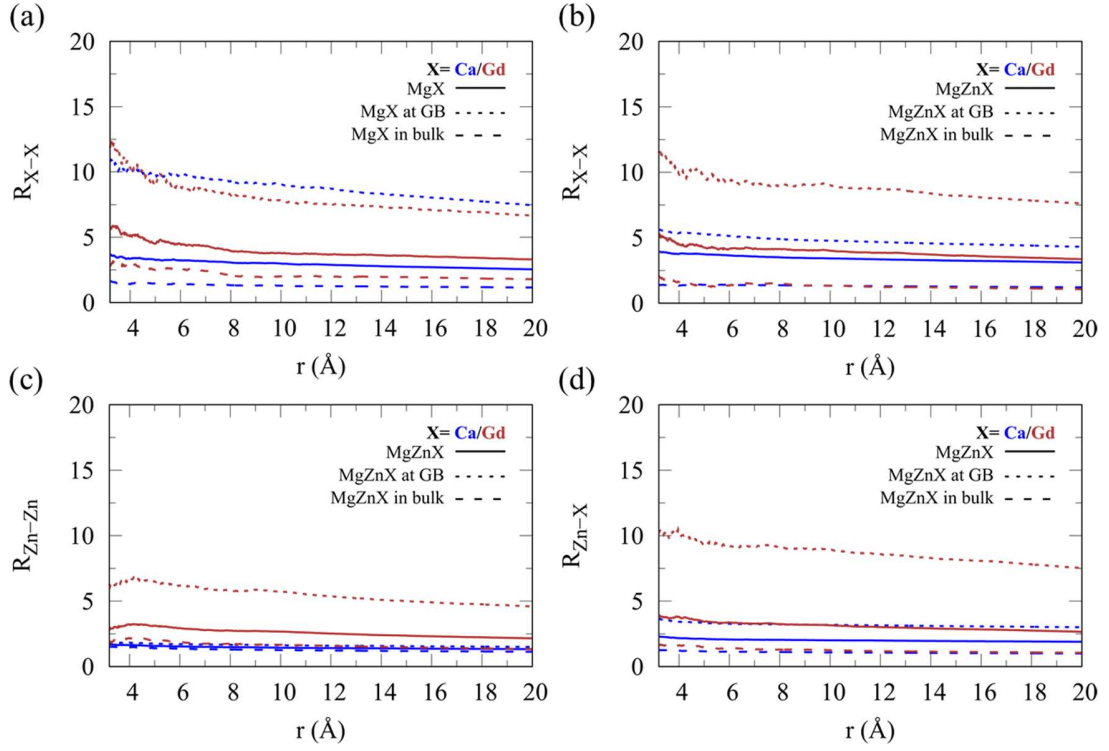 (a)
R_X−X
20
15
10
5
0
X= Ca/Gd
MgX
MgX at GB
MgX in bulk
4 6 8 10 12 14 16 18 20
r (Å)
(b)
R_X−X
20
15
10
5
0
X= Ca/Gd
MgZnX
MgZnX at GB
MgZnX in bulk
4 6 8 10 12 14 16 18 20
r (Å)
(c)
R_Zn−Zn
20
15
10
5
0
X= Ca/Gd
MgZnX
MgZnX at GB
MgZnX in bulk
4 6 8 10 12 14 16 18 20
r (Å)
(d)
R_Zn−X
20
15
10
5
0
X= Ca/Gd
MgZnX
MgZnX at GB
MgZnX in bulk
4 6 8 10 12 14 16 18 20
r (Å)